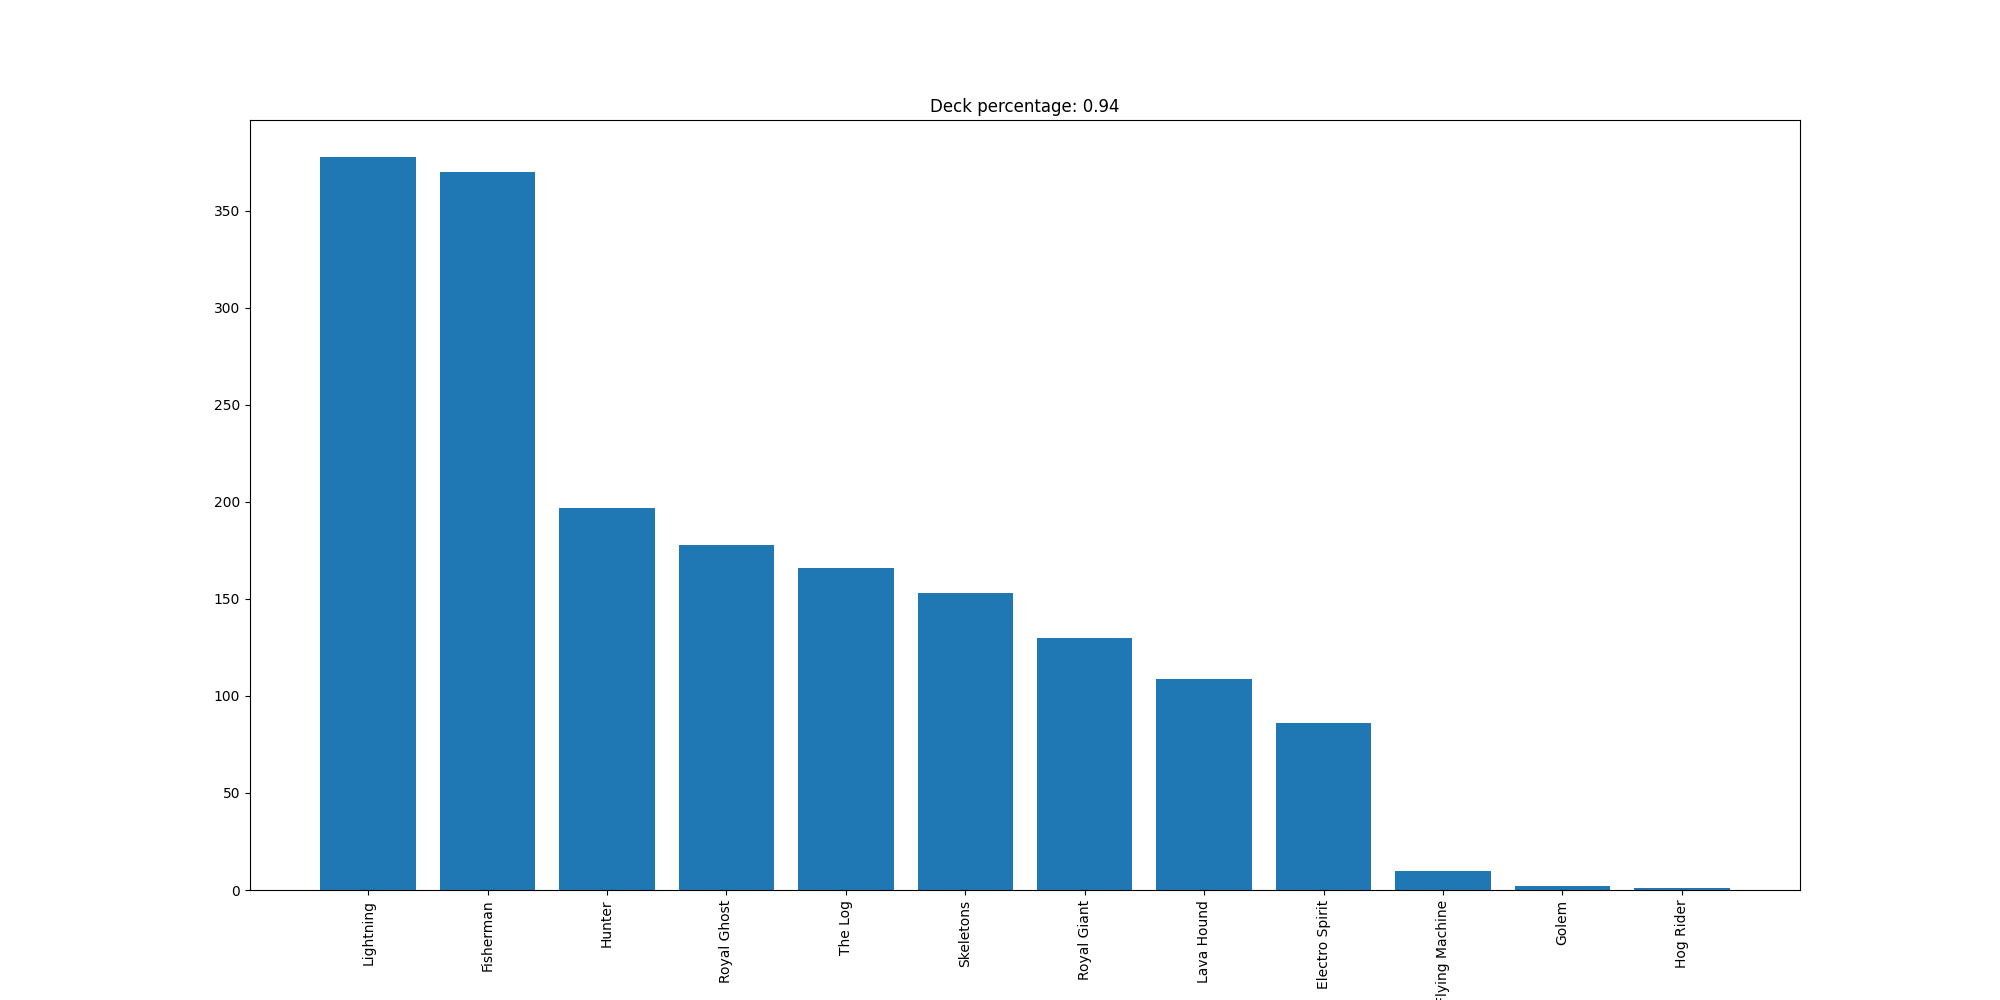 Deck percentage: 0.94
350
300
250
200
150
100
50
0
Lightning
Fisherman
Hunter
Royal Ghost
The Log
Skeletons
Royal Giant
Lava Hound
Electro Spirit
Flying Machine
Golem
Hog Rider